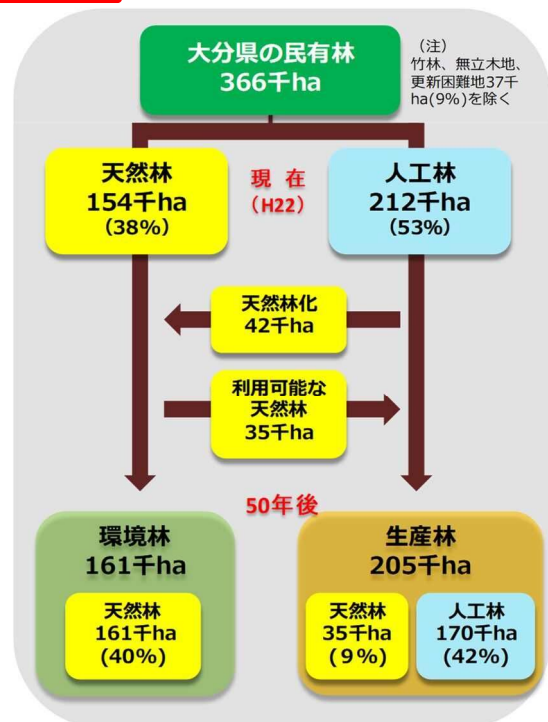 大分県の民有林
366千ha
(注)
竹林、無立木地、
更新困難地37千
ha(9%)を除く
天然林
154千ha
(38%)
現 在
(H22)
人工林
212千ha
(53%)
天然林化
42千ha
利用可能な
天然林
35千ha
50年後
環境林
161千ha
天然林
161千ha
(40%)
生産林
205千ha
天然林
35千ha
(9%)
人工林
170千ha
(42%)